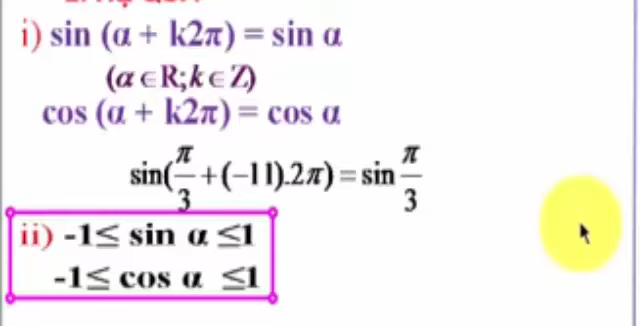 i) sin (α + k2π) = sin α
(α ∈ R; k ∈ Z)
cos (α + k2π) = cos α
sin(π/3 + (−11).2π) = sin π/3
ii) -1≤ sin α ≤1
-1≤ cos α ≤1